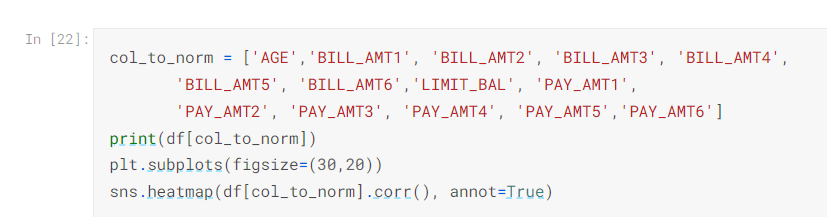 In [22]:
col_to_norm = ['AGE','BILL_AMT1', 'BILL_AMT2', 'BILL_AMT3', 'BILL_AMT4',
'BILL_AMT5', 'BILL_AMT6','LIMIT_BAL', 'PAY_AMT1',
'PAY_AMT2', 'PAY_AMT3', 'PAY_AMT4', 'PAY_AMT5','PAY_AMT6']
print(df[col_to_norm])
plt.subplots(figsize=(30,20))
sns.heatmap(df[col_to_norm].corr(), annot=True)